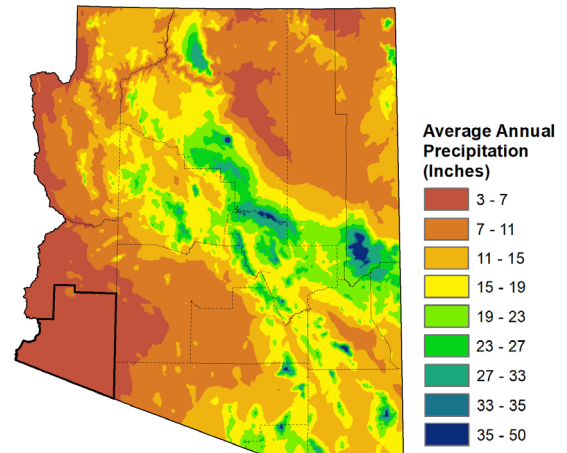 Average Annual
Precipitation
(Inches)
3 - 7
7 - 11
11 - 15
15 - 19
19 - 23
23 - 27
27 - 33
33 - 35
35 - 50